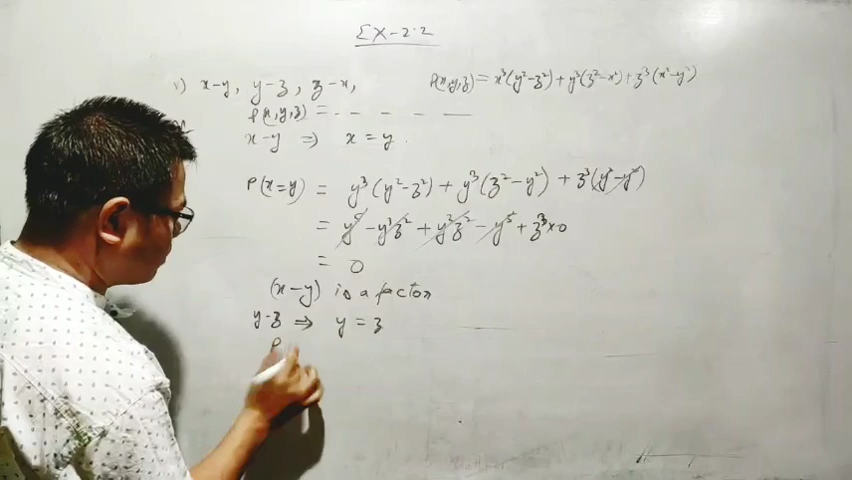 EX-2.2
i) x-y, y-z, z-x, P(x,y,z) = x³(y²-z²)+y³(z²-x²)+z³(x²-y²)
P(x,y,z) = - - - - -
x-y ⇒ x = y.
P(x=y) = y³(y²-z²) + y³(z²-y²) + z³(y²-y²)
= y⁵ - y³z² + y³z² - y⁵ + z³×0
= 0
(x-y) is a factor
y-z ⇒ y = z
P